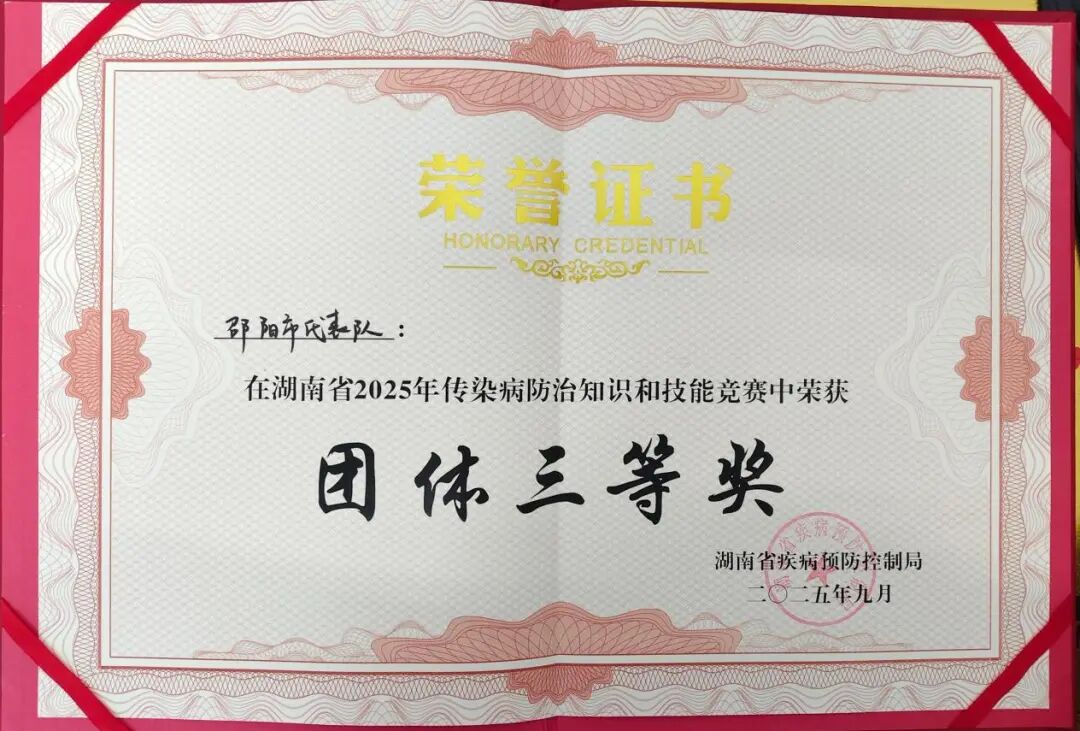 荣誉证书
HONORARY CREDENTIAL
邵阳市代表队：
在湖南省2025年传染病防治知识和技能竞赛中荣获
团体三等奖
湖南省疾病预防控制局
二〇二五年九月